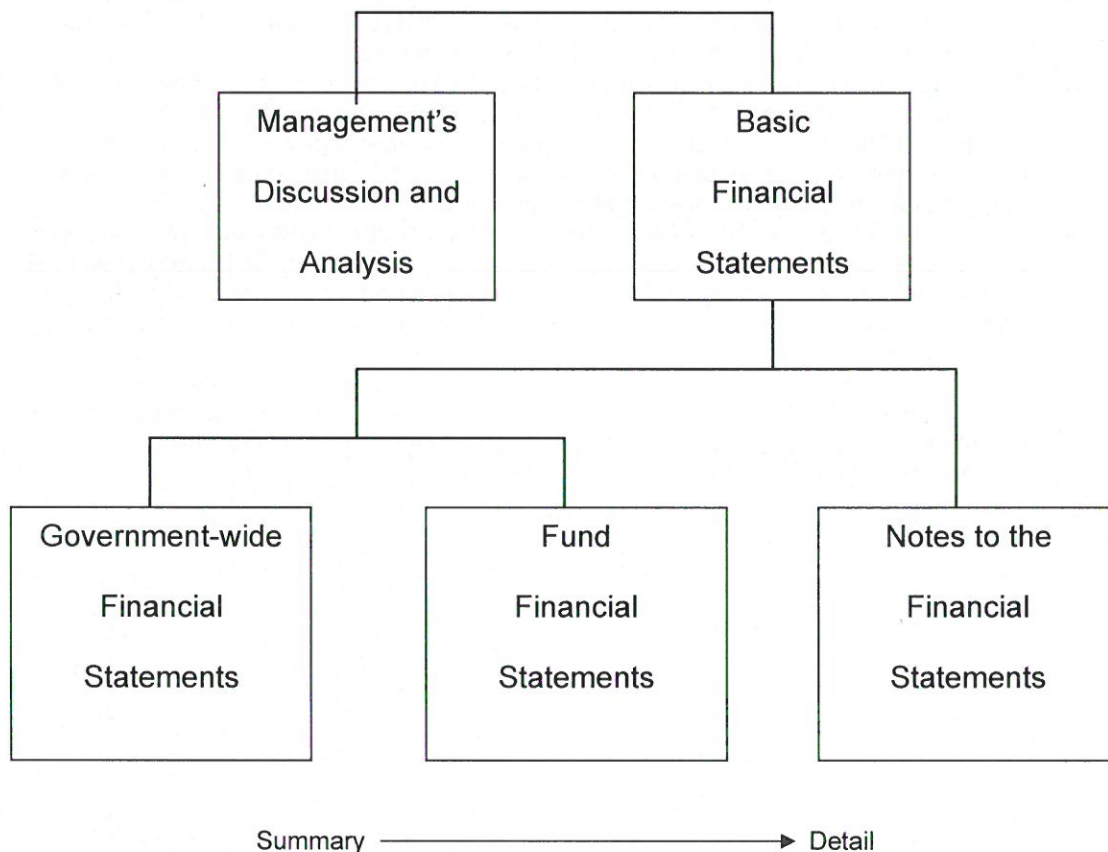 Management's
Discussion and
Analysis
Basic
Financial
Statements
Government-wide
Financial
Statements
Fund
Financial
Statements
Notes to the
Financial
Statements
Summary
Detail